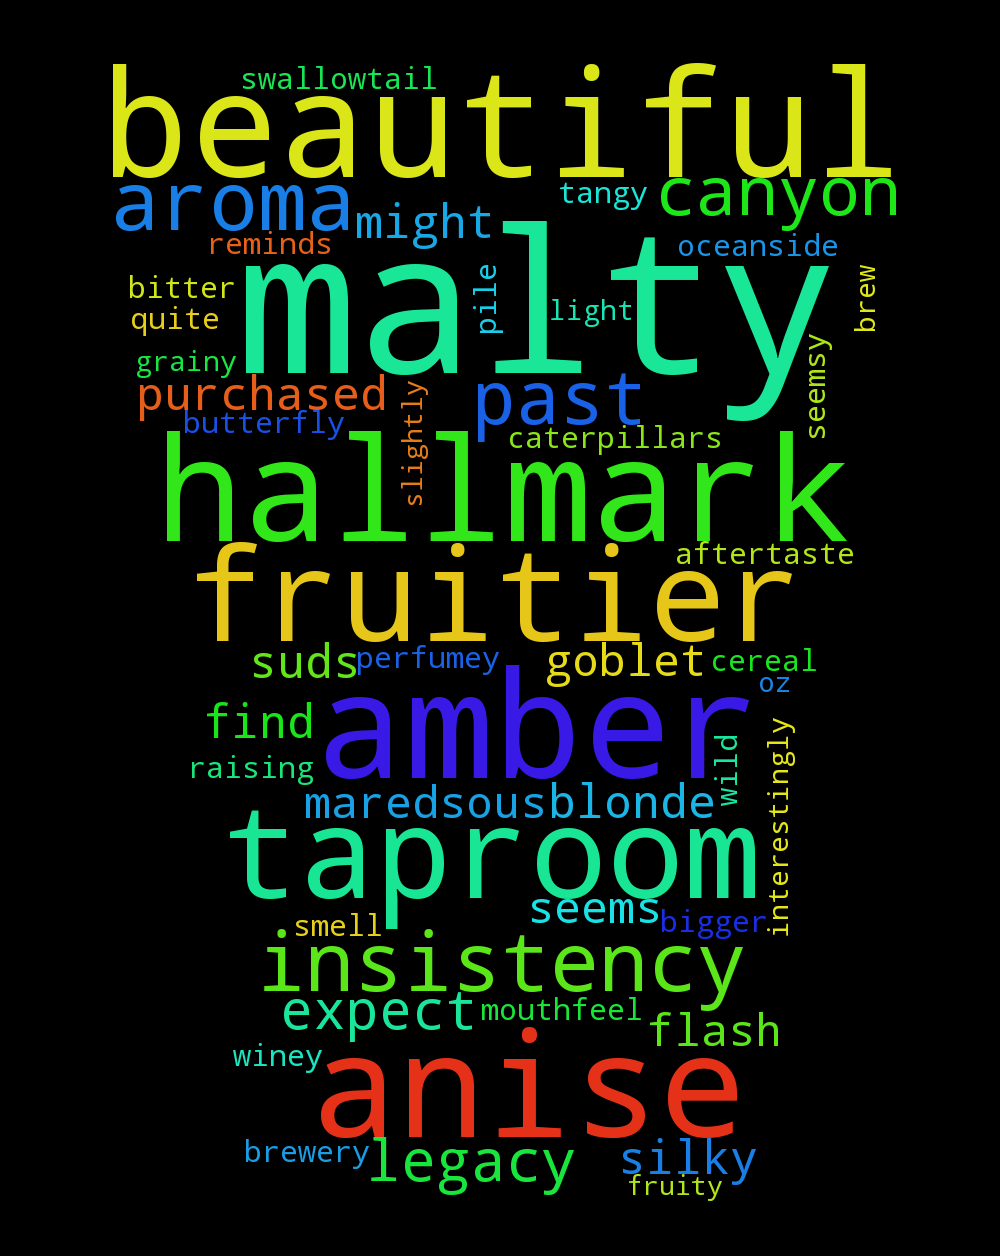 swallowtail
beautiful
aroma
might
tangy
canyon
reminds
oceanside
malty
bitter
pile
light
brew
quite
grainy
seemsy
purchased
past
butterfly
slightly
caterpillars
hallmark
fruitier
aftertaste
suds
perfumey
goblet
cereal
oz
amber
find
wild
interestingly
raising
maredsous
blonde
taproom
seems
bigger
smell
insistency
expect
mouthfeel
flash
winey
anise
brewery
legacy
silky
fruity